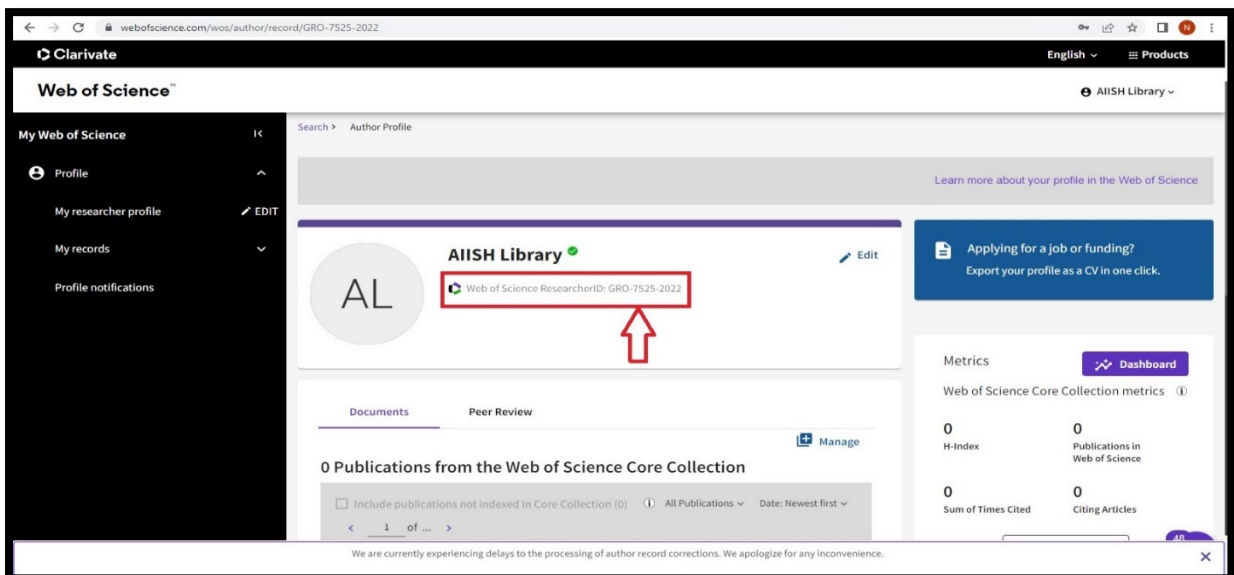 webofscience.com/wos/author/record/GRO-7525-2022
N
Clarivate
English
Products
Web of Science™
AIISH Library
My Web of Science
Search > Author Profile
Profile
Learn more about your profile in the Web of Science
My researcher profile
EDIT
My records
Profile notifications
AL
AIISH Library
Edit
Web of Science ResearcherID: GRO-7525-2022
Applying for a job or funding?
Export your profile as a CV in one click.
Metrics
Dashboard
Web of Science Core Collection metrics
0
H-Index
0
Publications in
Web of Science
0
Sum of Times Cited
0
Citing Articles
Documents
Peer Review
Manage
0 Publications from the Web of Science Core Collection
Include publications not indexed in Core Collection (0)
All Publications
Date: Newest first
< 1 of ... >
We are currently experiencing delays to the processing of author record corrections. We apologize for any inconvenience.